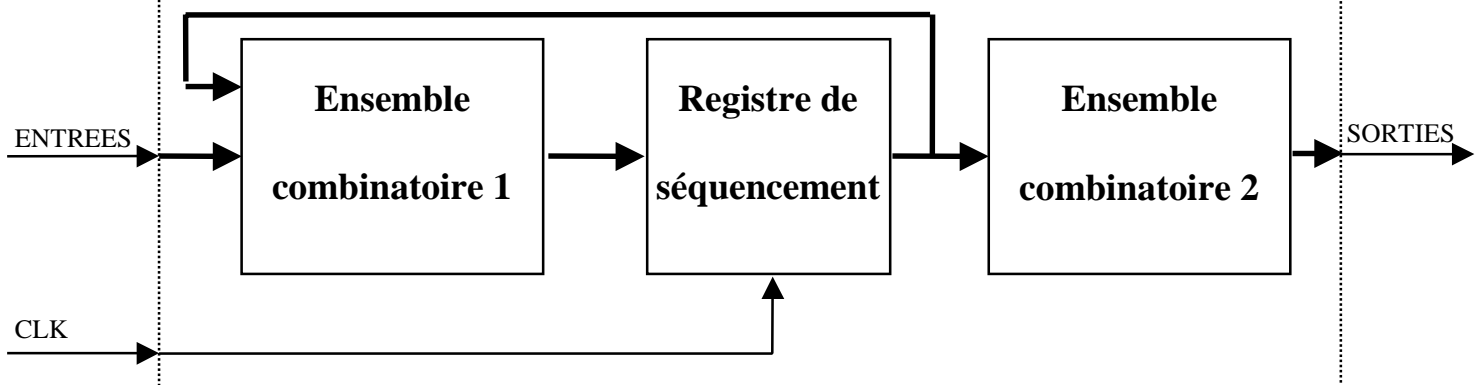 ENTREES
CLK
Ensemble
combinatoire 1
Registre de
séquencement
Ensemble
combinatoire 2
SORTIES